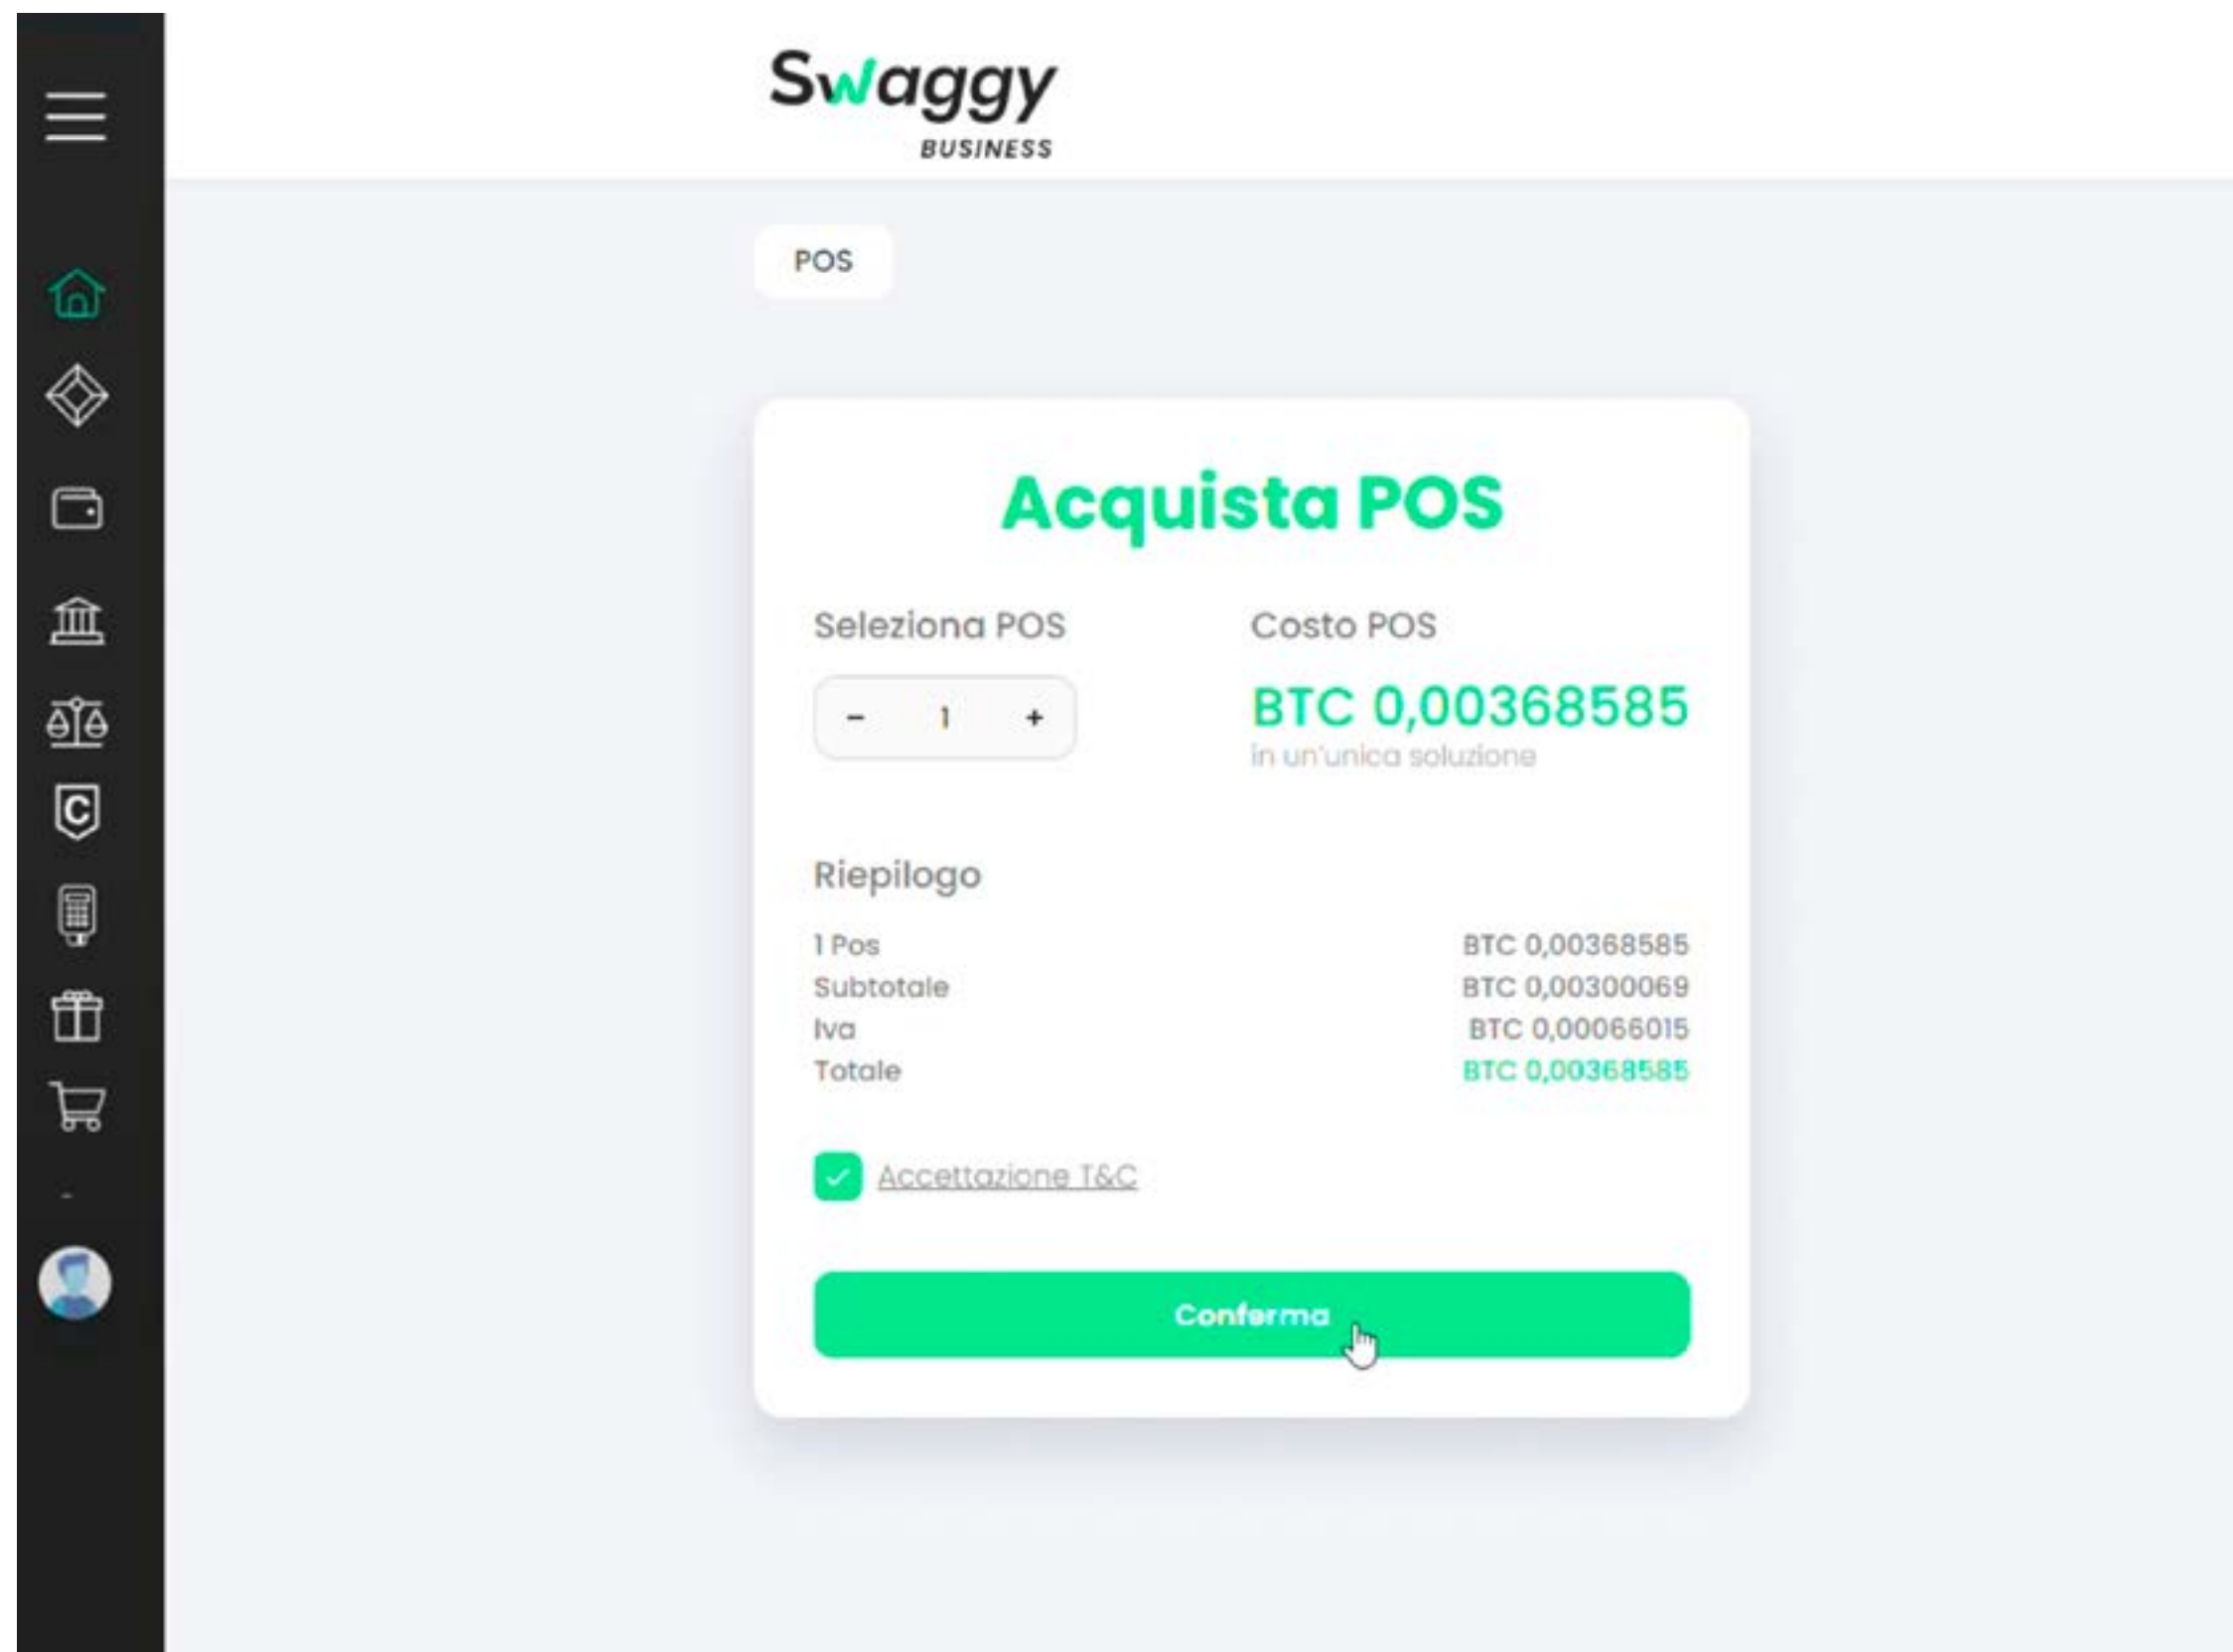 Swaggy
BUSINESS
POS
Acquista POS
Seleziona POS
Costo POS
- 1 +
BTC 0,00368585
in un'unica soluzione
Riepilogo
1 Pos BTC 0,00368585
Subtotale BTC 0,00300069
Iva BTC 0,00066015
Totale BTC 0,00368585
Accettazione T&C
Conferma
C